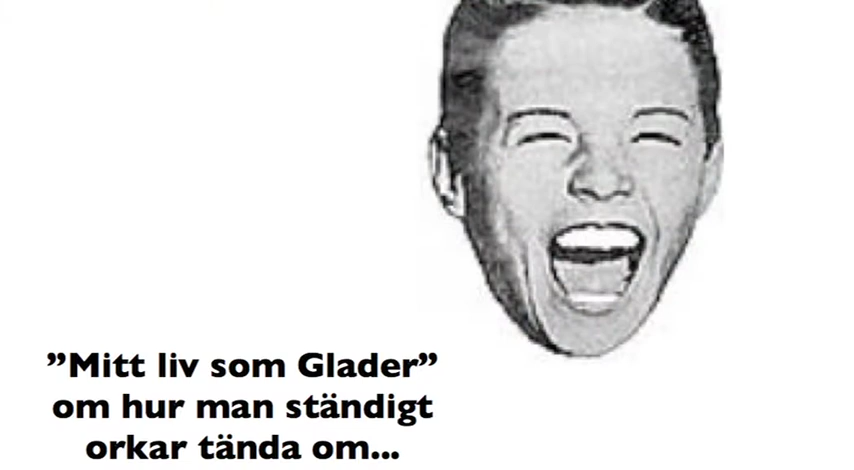 ”Mitt liv som Glader”
om hur man ständigt
orkar tända om...